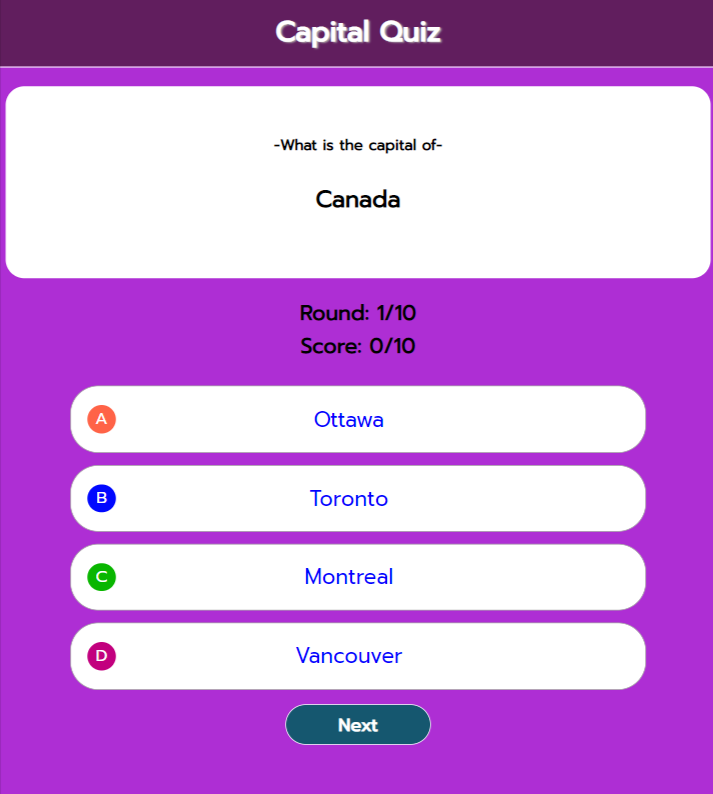 Capital Quiz
-What is the capital of-
Canada
Round: 1/10
Score: 0/10
A Ottawa
B Toronto
C Montreal
D Vancouver
Next